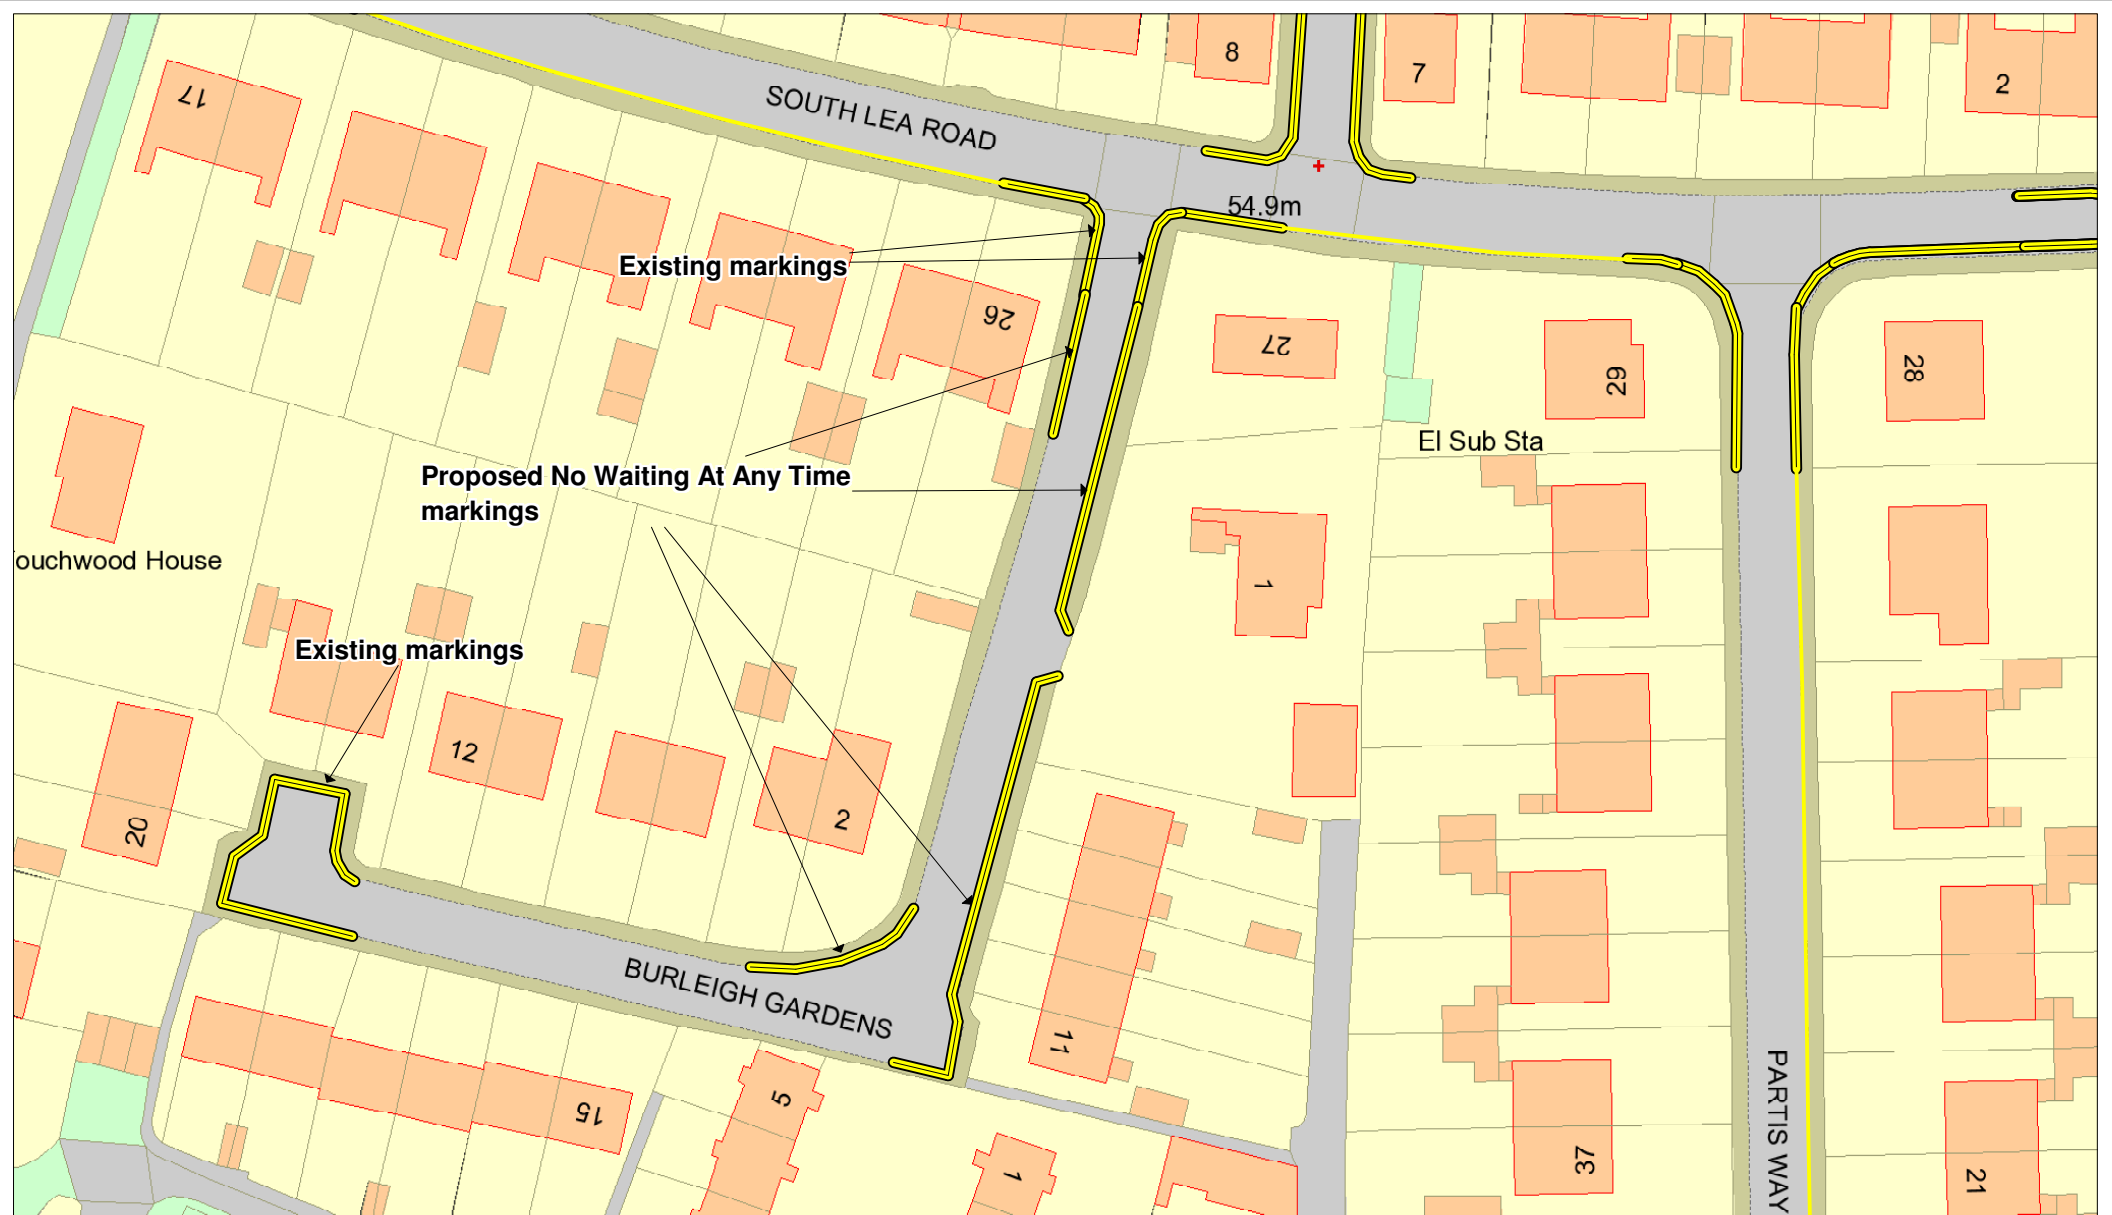 8
7
2
17
SOUTH LEA ROAD
54.9m
Existing markings
26
27
29
28
El Sub Sta
Proposed No Waiting At Any Time
markings
ouchwood House
1
Existing markings
12
2
20
BURLEIGH GARDENS
11
15
5
1
37
PARTIS WAY
21